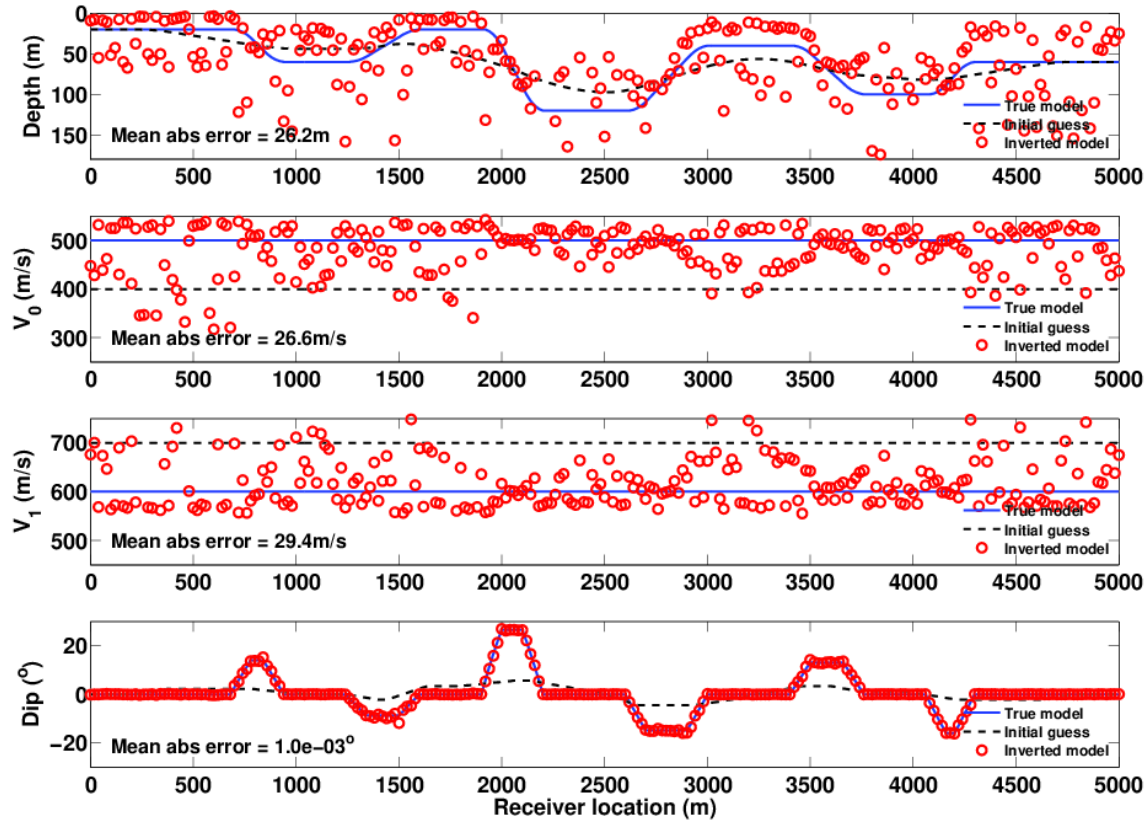 0
50
100
150
Depth (m)
Mean abs error = 26.2m
True model
Initial guess
Inverted model
0 500 1000 1500 2000 2500 3000 3500 4000 4500 5000
500
400
300
V0 (m/s)
Mean abs error = 26.6m/s
True model
Initial guess
Inverted model
0 500 1000 1500 2000 2500 3000 3500 4000 4500 5000
700
600
500
V1 (m/s)
Mean abs error = 29.4m/s
True model
Initial guess
Inverted model
0 500 1000 1500 2000 2500 3000 3500 4000 4500 5000
20
0
−20
Dip (°)
Mean abs error = 1.0e−03°
True model
Initial guess
Inverted model
0 500 1000 1500 2000 2500 3000 3500 4000 4500 5000
Receiver location (m)